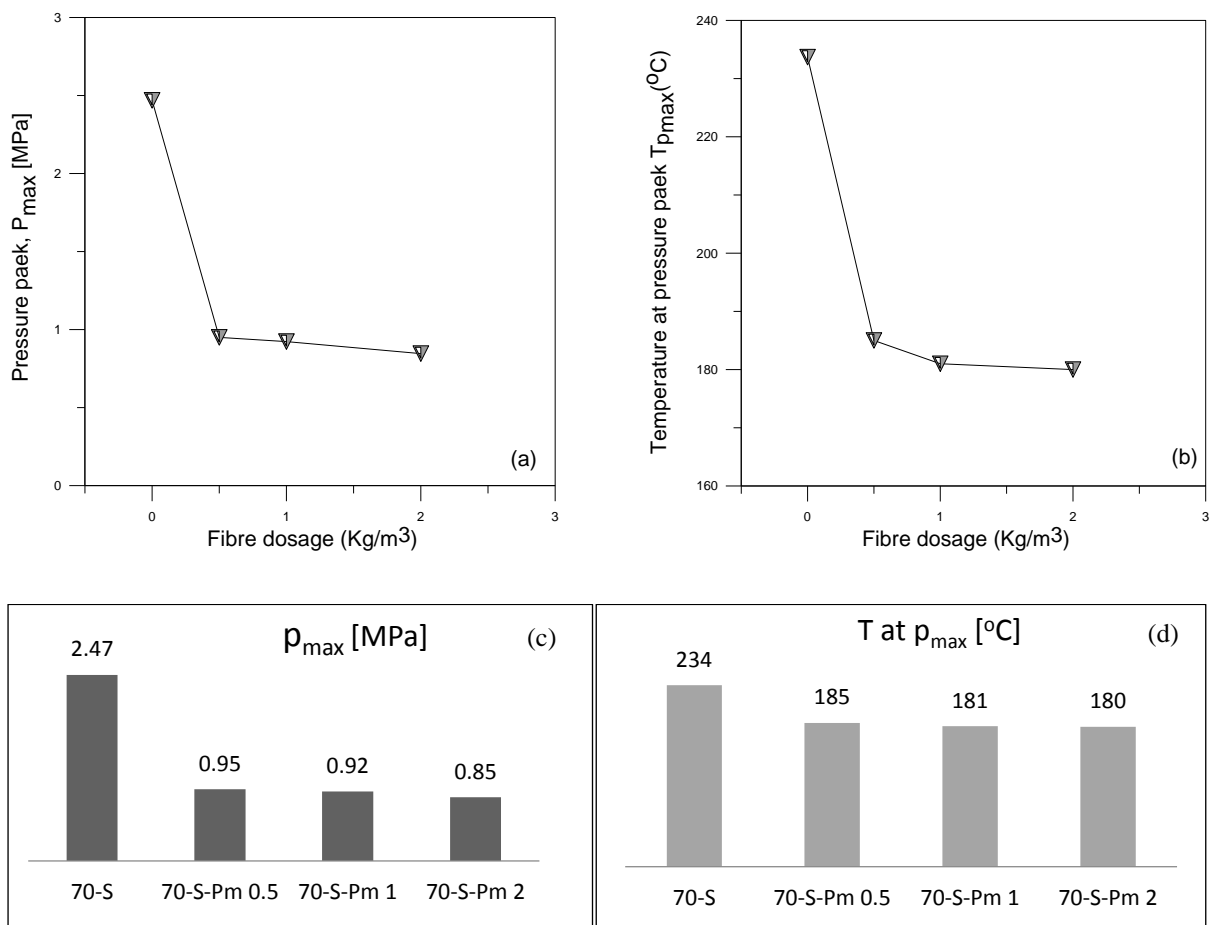 3
2
1
0
Pressure paek, Pmax [MPa]
(a)
0 1 2 3
Fibre dosage (Kg/m³)
240
220
200
180
160
Temperature at pressure paek Tpmax(ºC)
(b)
0 1 2 3
Fibre dosage (Kg/m³)
pmax [MPa] (c)
2.47
0.95
0.92
0.85
70-S 70-S-Pm 0.5 70-S-Pm 1 70-S-Pm 2
T at pmax [ºC] (d)
234
185
181
180
70-S 70-S-Pm 0.5 70-S-Pm 1 70-S-Pm 2